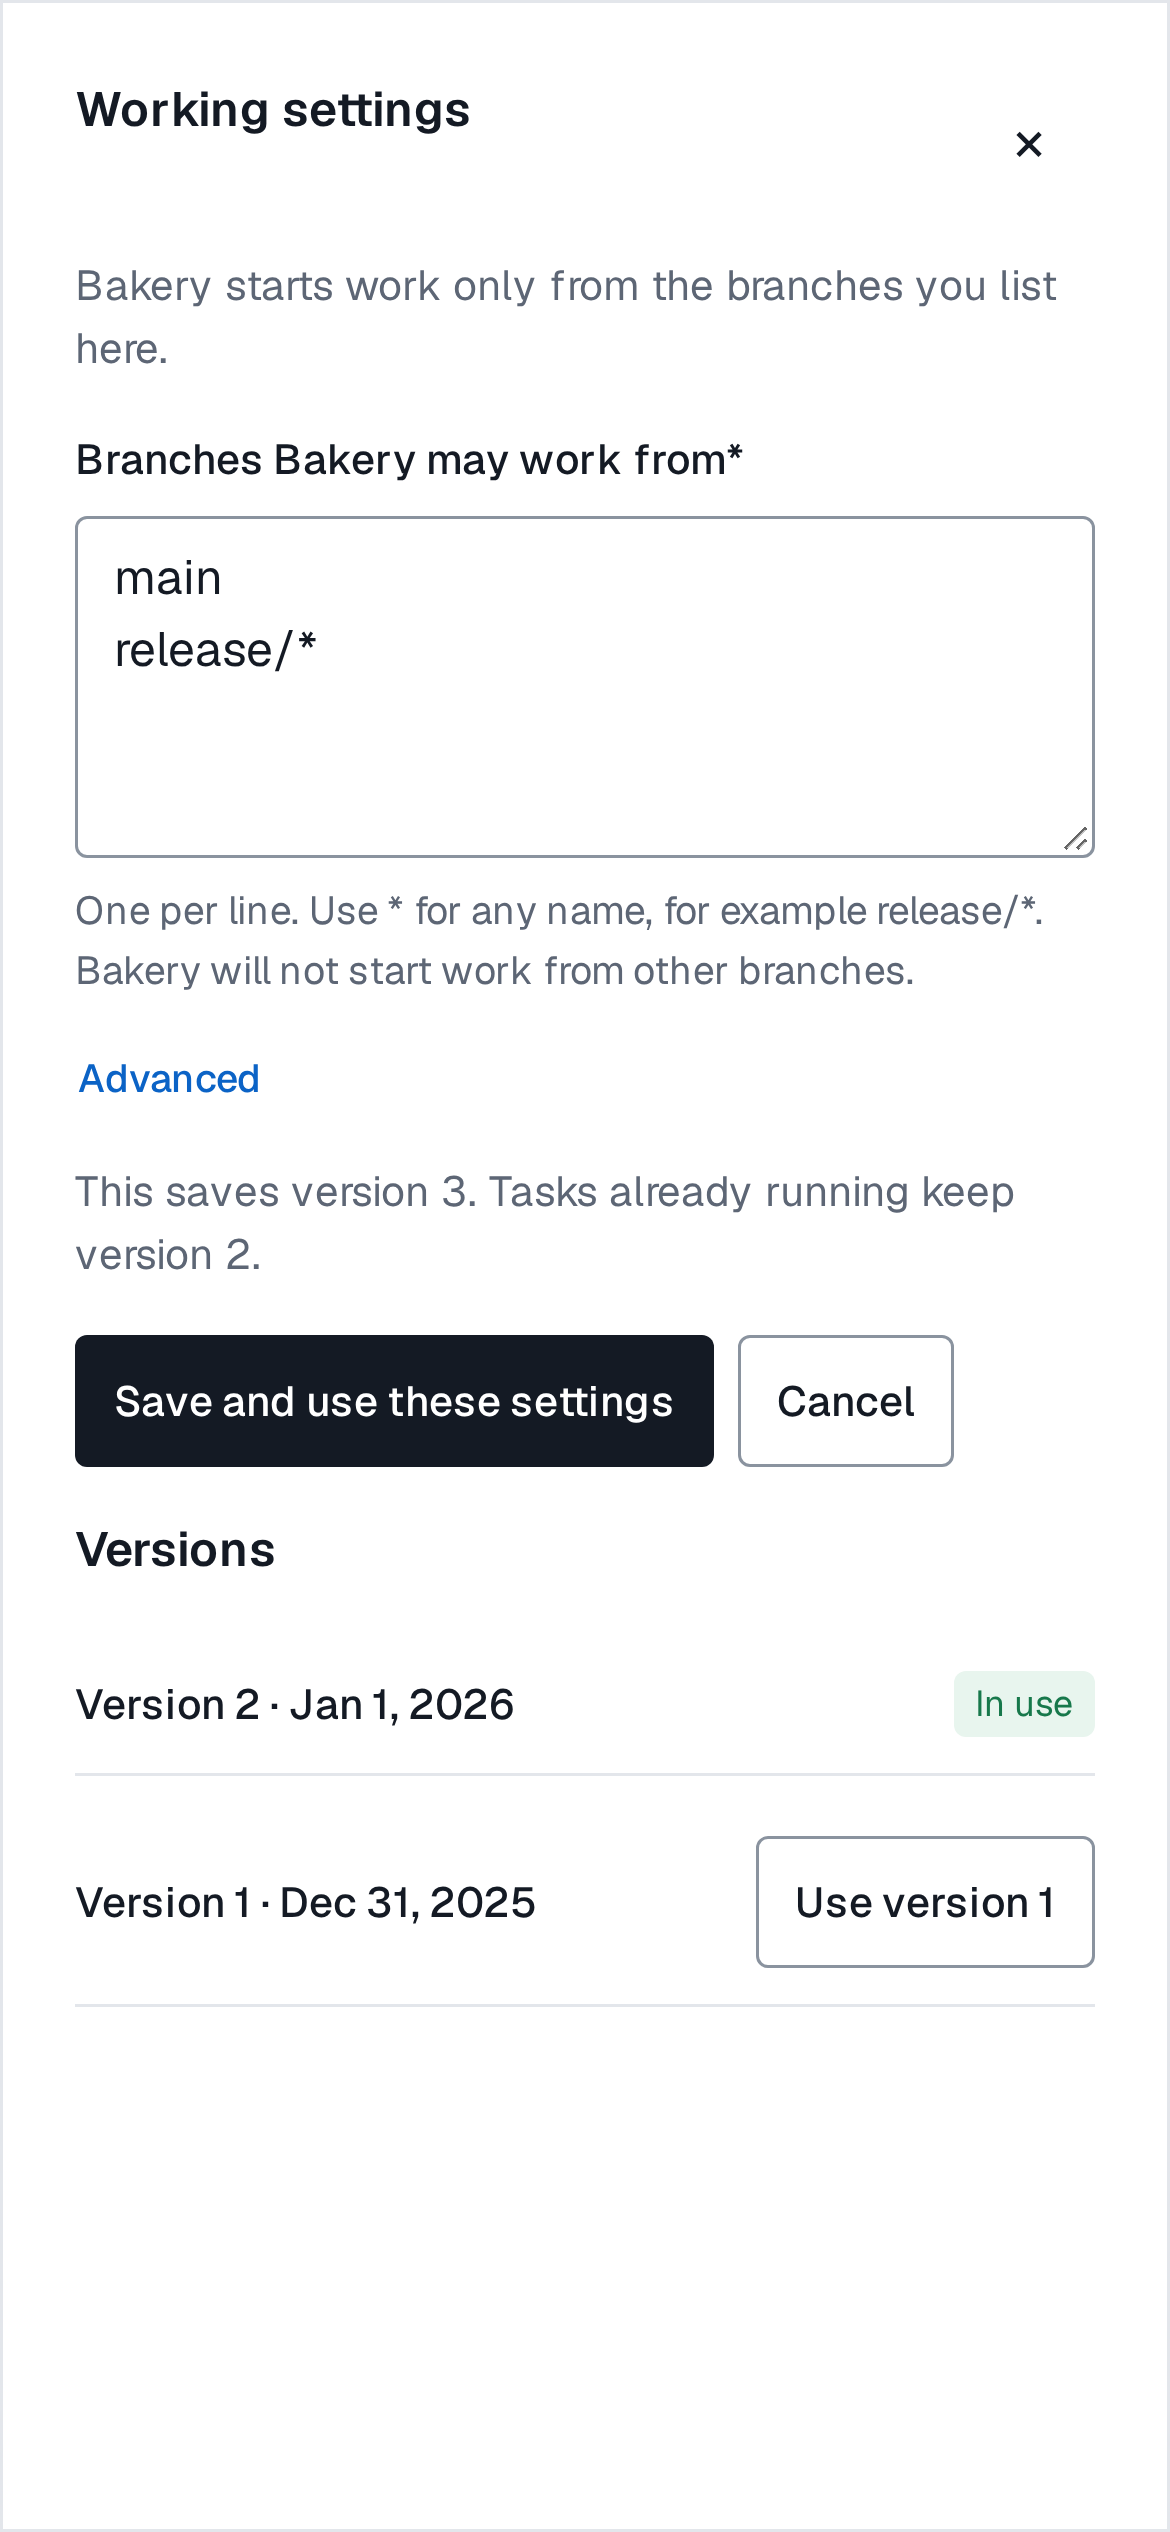 Working settings
×
Bakery starts work only from the branches you list
here.
Branches Bakery may work from*
main
release/*
One per line. Use * for any name, for example release/*.
Bakery will not start work from other branches.
Advanced
This saves version 3. Tasks already running keep
version 2.
Save and use these settings
Cancel
Versions
Version 2 · Jan 1, 2026
In use
Version 1 · Dec 31, 2025
Use version 1